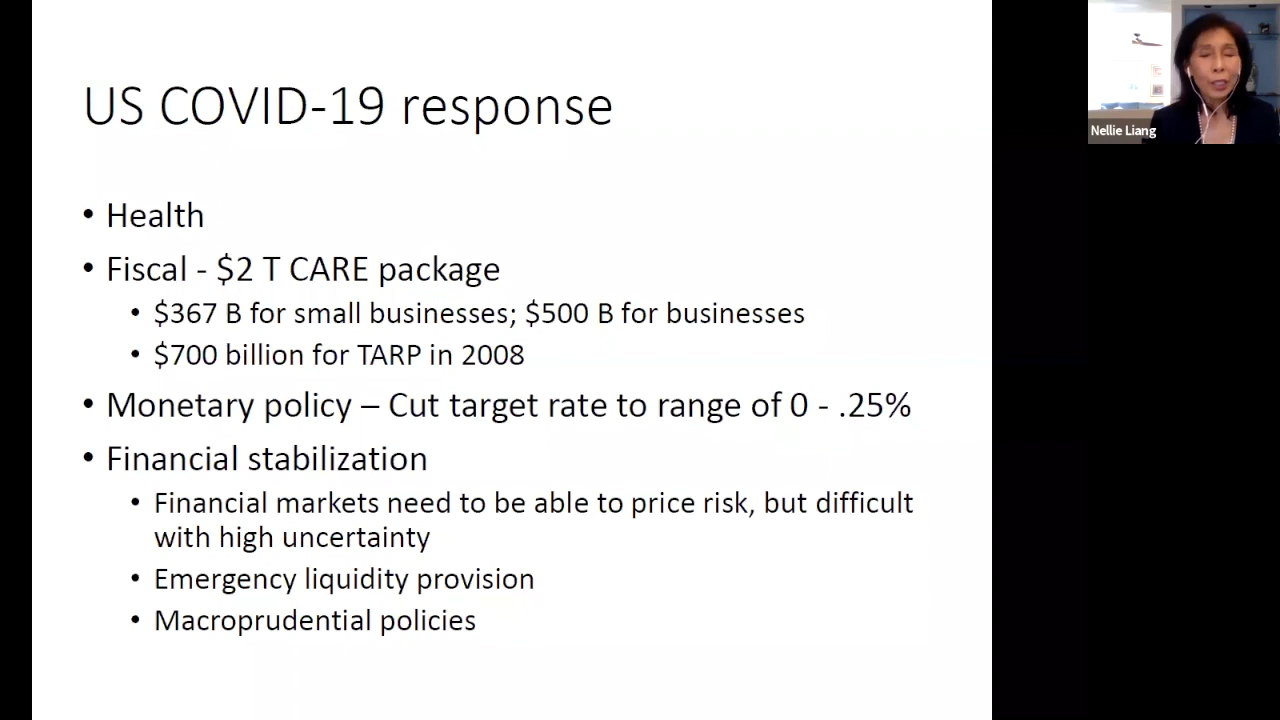 US COVID-19 response
• Health
• Fiscal - $2 T CARE package
• $367 B for small businesses; $500 B for businesses
• $700 billion for TARP in 2008
• Monetary policy – Cut target rate to range of 0 - .25%
• Financial stabilization
• Financial markets need to be able to price risk, but difficult
with high uncertainty
• Emergency liquidity provision
• Macroprudential policies
Nellie Liang